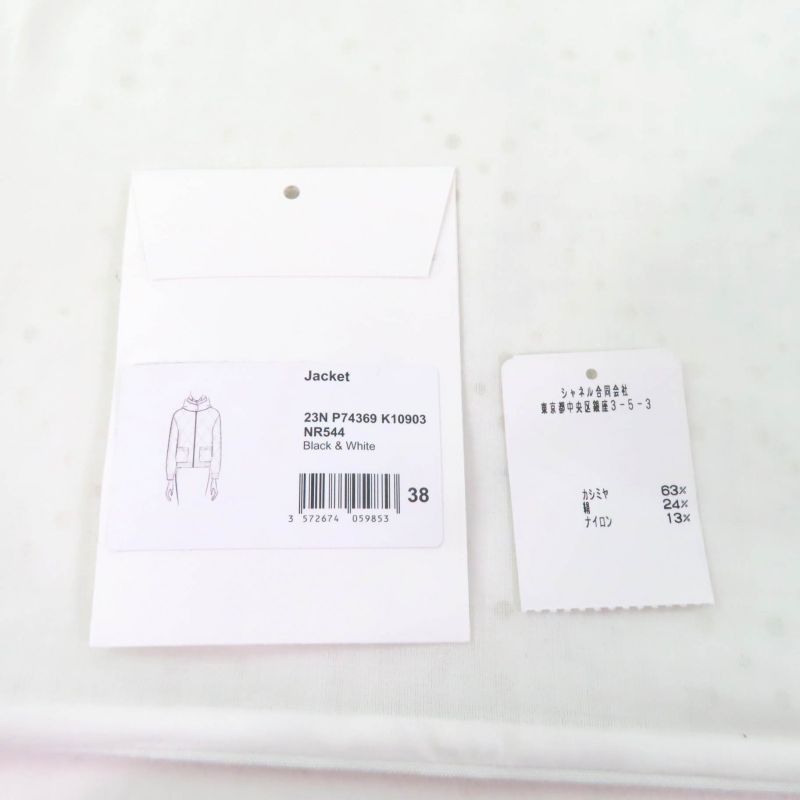 Jacket
23N P74369 K10903
NR544
Black & White
38
3 572674 059853
シャネル合同会社
東京都中央区銀座3-5-3
カシミヤ 63%
綿 24%
ナイロン 13%